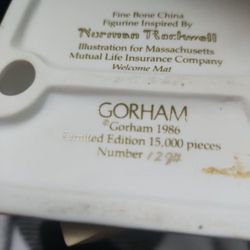 Fine Bone China
Figurine Inspired By
Norman Rockwell
Illustration for Massachusetts
Mutual Life Insurance Company
Welcome Mat
GORHAM
©Gorham 1986
Limited Edition 15,000 pieces
Number